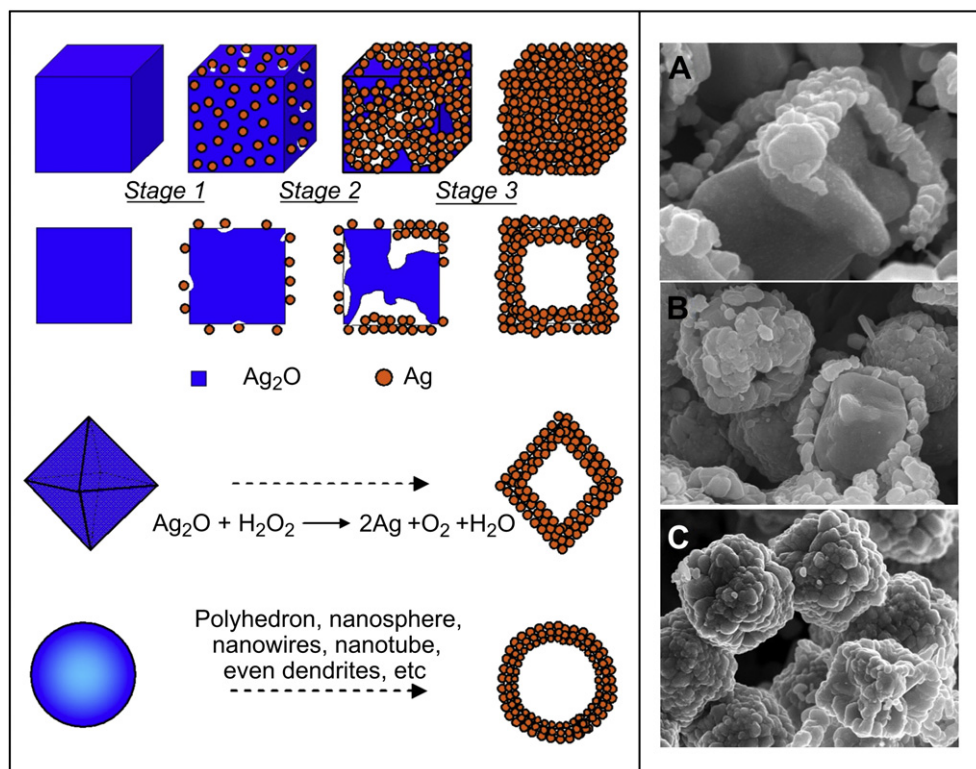 Stage 1
Stage 2
Stage 3
Ag₂O
Ag
Ag₂O + H₂O₂ ⟶ 2Ag +O₂ +H₂O
Polyhedron, nanosphere,
nanowires, nanotube,
even dendrites, etc
A
B
C